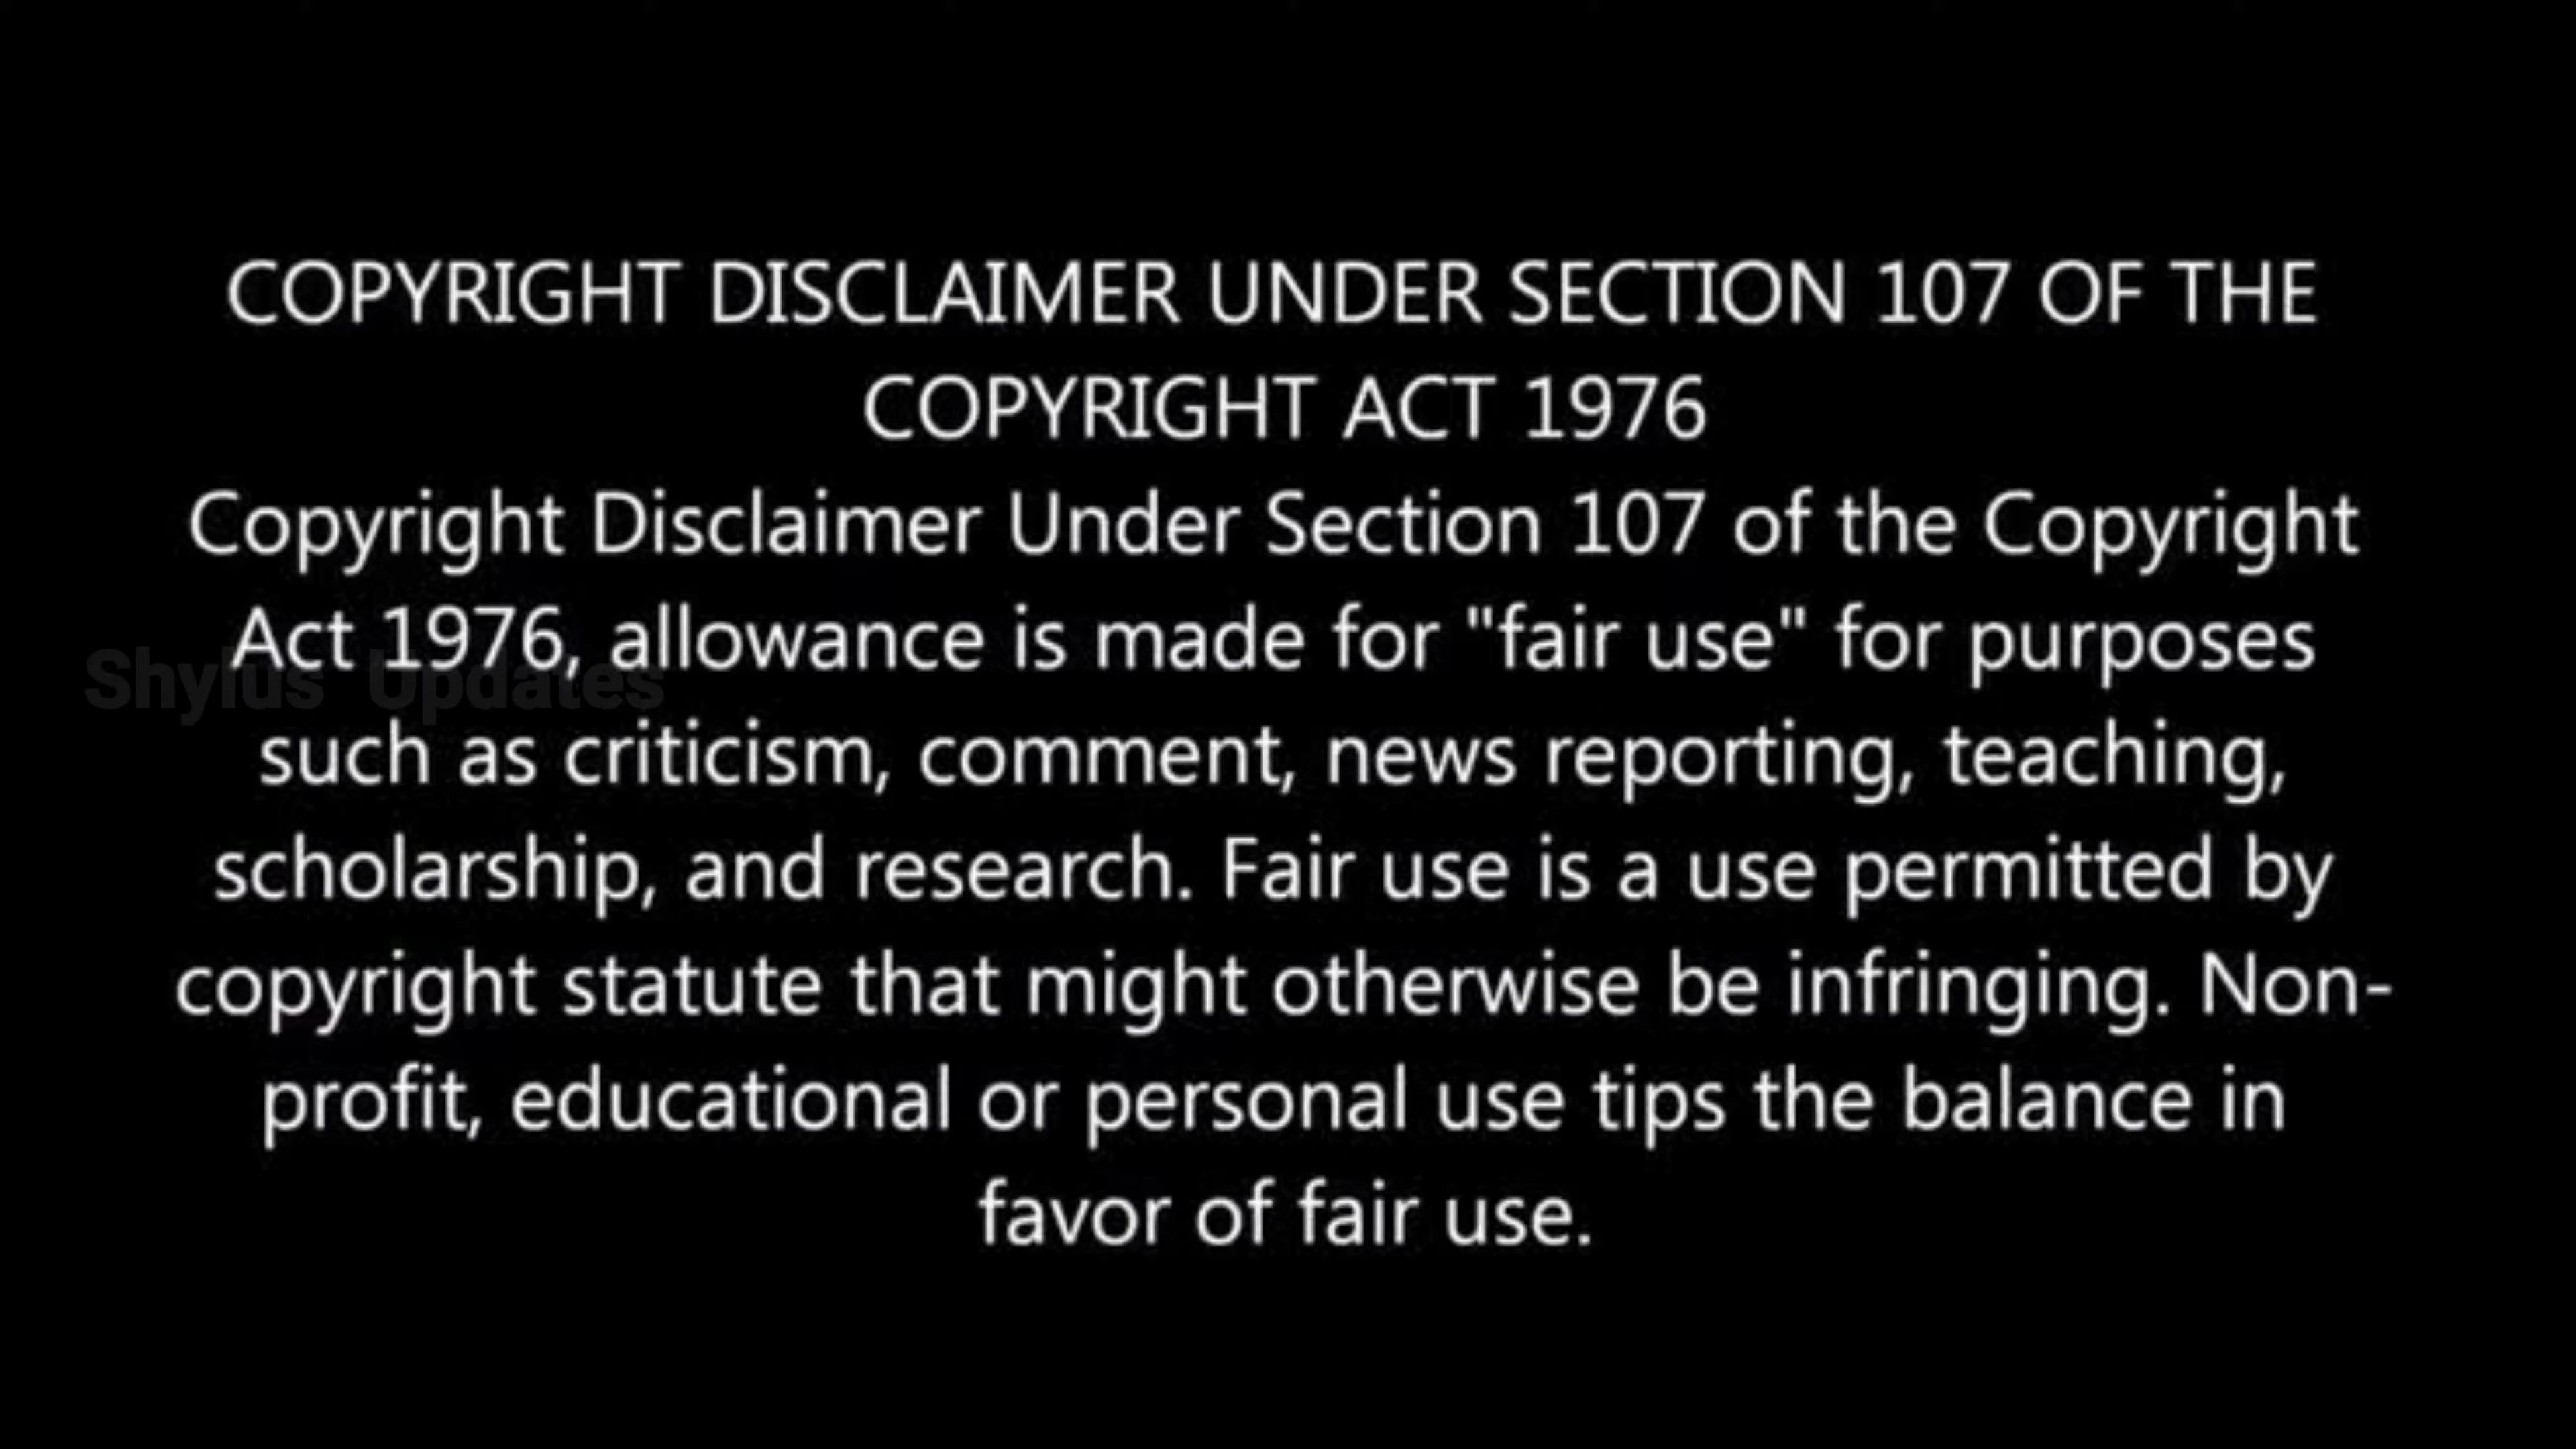 COPYRIGHT DISCLAIMER UNDER SECTION 107 OF THE
COPYRIGHT ACT 1976
Copyright Disclaimer Under Section 107 of the Copyright
Act 1976, allowance is made for "fair use" for purposes
Shylus Updates
such as criticism, comment, news reporting, teaching,
scholarship, and research. Fair use is a use permitted by
copyright statute that might otherwise be infringing. Non-
profit, educational or personal use tips the balance in
favor of fair use.